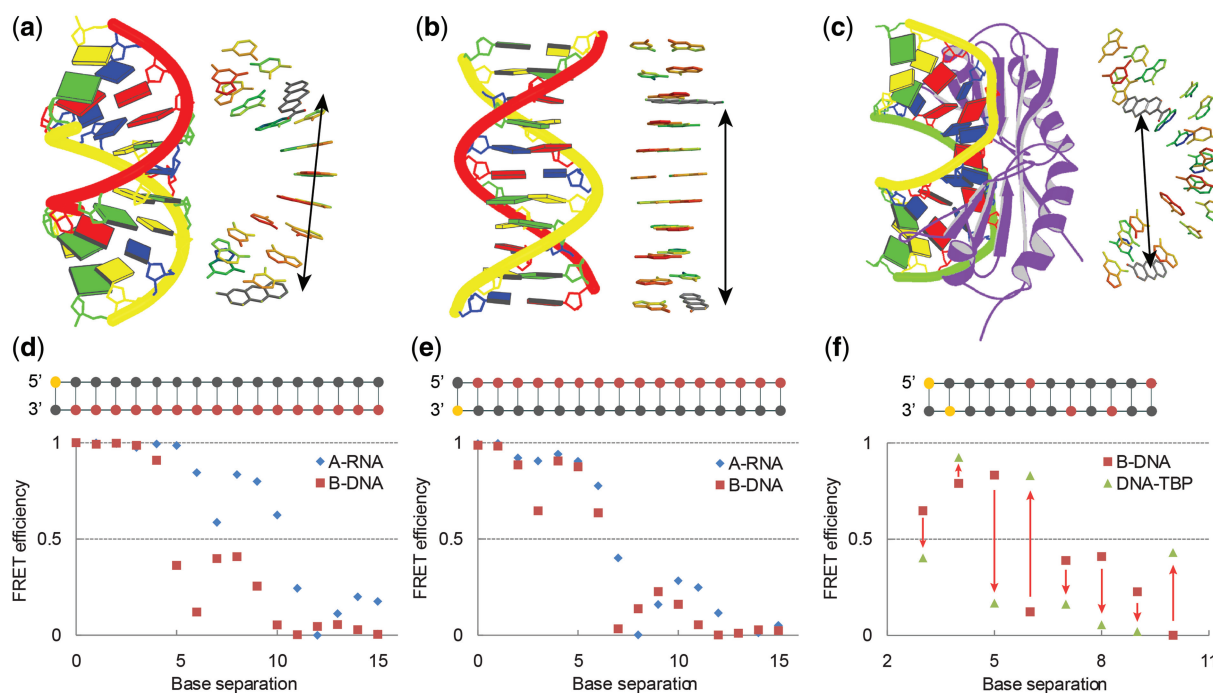 (a) (b) (c)
(d) (e) (f)
5’
3’
1
0.5
0
FRET efficiency
A-RNA
B-DNA
0 5 10 15
Base separation
5’
3’
1
0.5
0
FRET efficiency
A-RNA
B-DNA
0 5 10 15
Base separation
5’
3’
1
0.5
0
FRET efficiency
B-DNA
DNA-TBP
2 5 8 11
Base separation